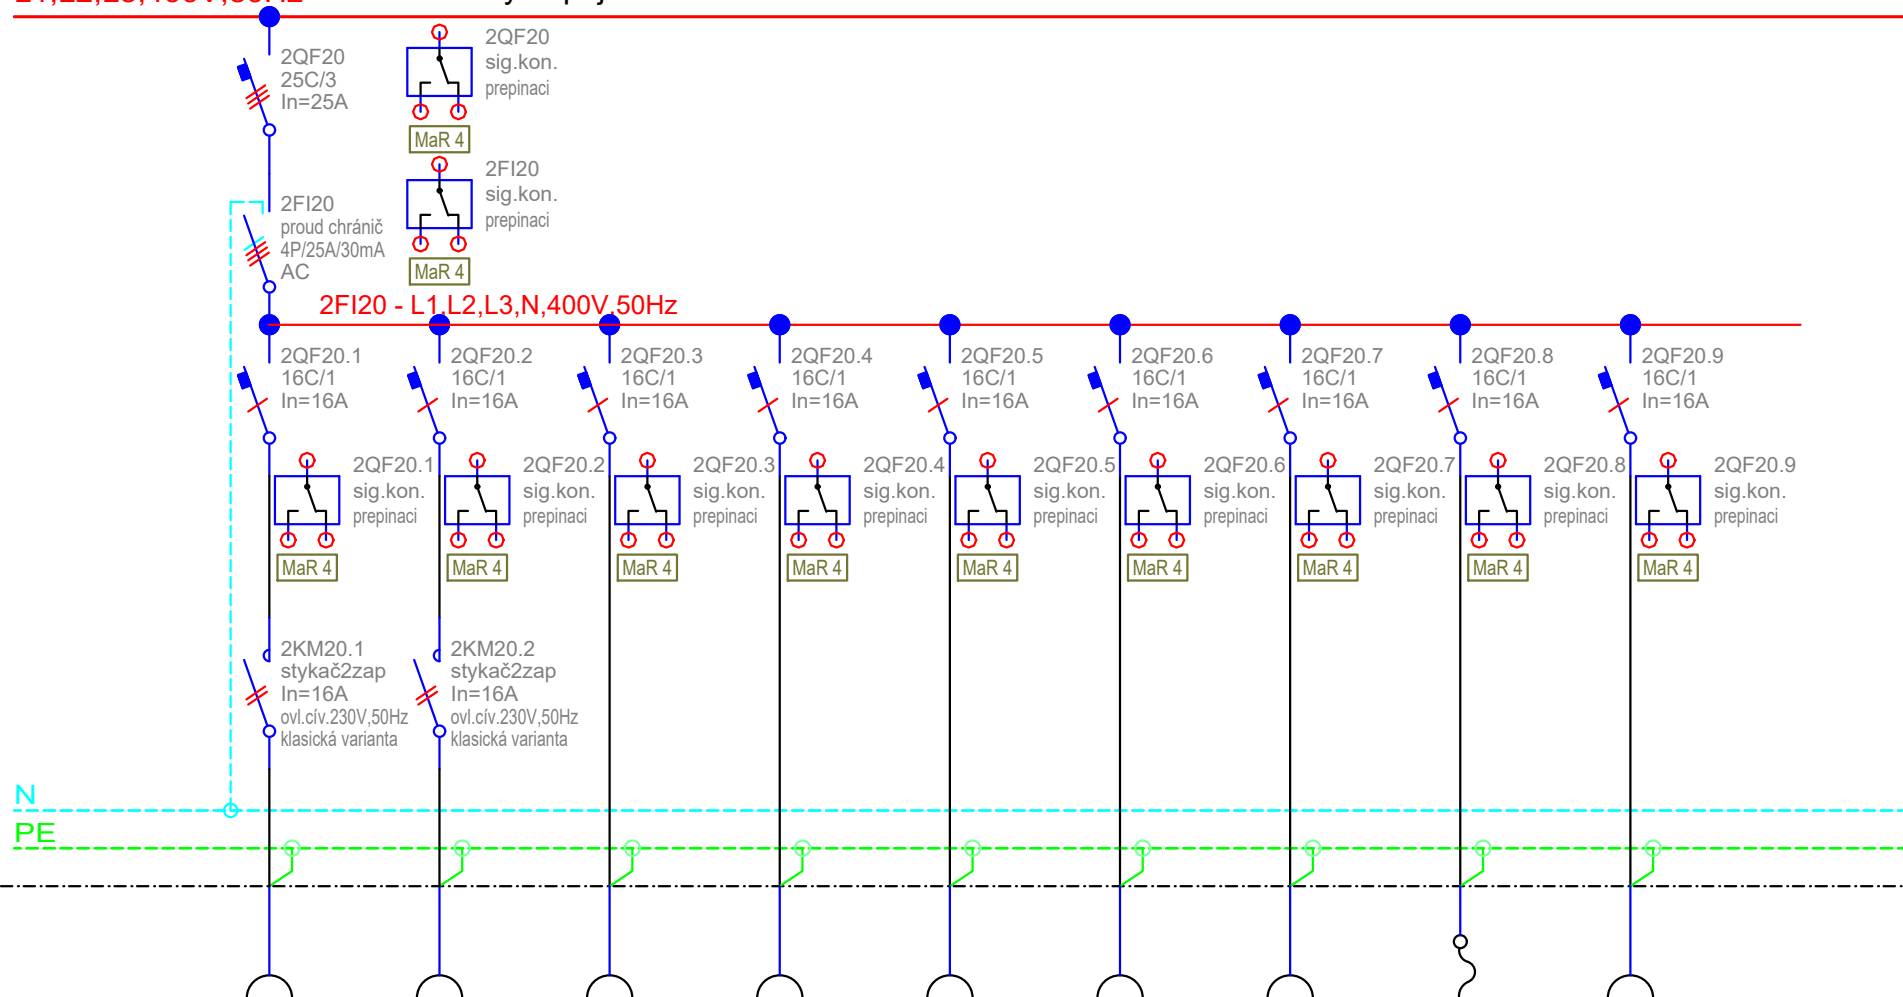 2QF20
25C/3
In=25A
2QF20
sig.kon.
prepinaci
MaR 4
2FI20
proud chránič
4P/25A/30mA
AC
2FI20
sig.kon.
prepinaci
MaR 4
2FI20 - L1,L2,L3,N,400V,50Hz
2QF20.1
16C/1
In=16A
2QF20.2
16C/1
In=16A
2QF20.3
16C/1
In=16A
2QF20.4
16C/1
In=16A
2QF20.5
16C/1
In=16A
2QF20.6
16C/1
In=16A
2QF20.7
16C/1
In=16A
2QF20.8
16C/1
In=16A
2QF20.9
16C/1
In=16A
2QF20.1
sig.kon.
prepinaci
MaR 4
2QF20.2
sig.kon.
prepinaci
MaR 4
2QF20.3
sig.kon.
prepinaci
MaR 4
2QF20.4
sig.kon.
prepinaci
MaR 4
2QF20.5
sig.kon.
prepinaci
MaR 4
2QF20.6
sig.kon.
prepinaci
MaR 4
2QF20.7
sig.kon.
prepinaci
MaR 4
2QF20.8
sig.kon.
prepinaci
MaR 4
2QF20.9
sig.kon.
prepinaci
MaR 4
2KM20.1
stykač2zap
In=16A
ovl.cív.230V,50Hz
klasická varianta
2KM20.2
stykač2zap
In=16A
ovl.cív.230V,50Hz
klasická varianta
N
PE